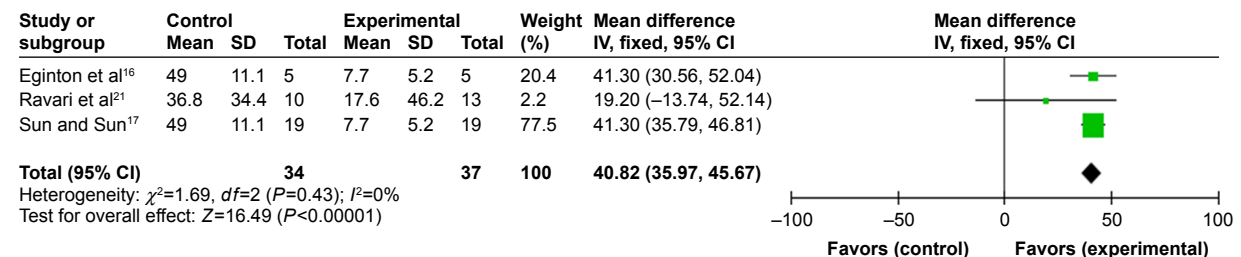 Study or Control Experimental Weight Mean difference Mean difference
subgroup Mean SD Total Mean SD Total (%) IV, fixed, 95% CI IV, fixed, 95% CI
Eginton et al¹⁶ 49 11.1 5 7.7 5.2 5 20.4 41.30 (30.56, 52.04)
Ravari et al²¹ 36.8 34.4 10 17.6 46.2 13 2.2 19.20 (–13.74, 52.14)
Sun and Sun¹⁷ 49 11.1 19 7.7 5.2 19 77.5 41.30 (35.79, 46.81)
Total (95% CI) 34 37 100 40.82 (35.97, 45.67)
Heterogeneity: χ²=1.69, df=2 (P=0.43); I²=0%
Test for overall effect: Z=16.49 (P<0.00001)
–100 –50 0 50 100
Favors (control) Favors (experimental)